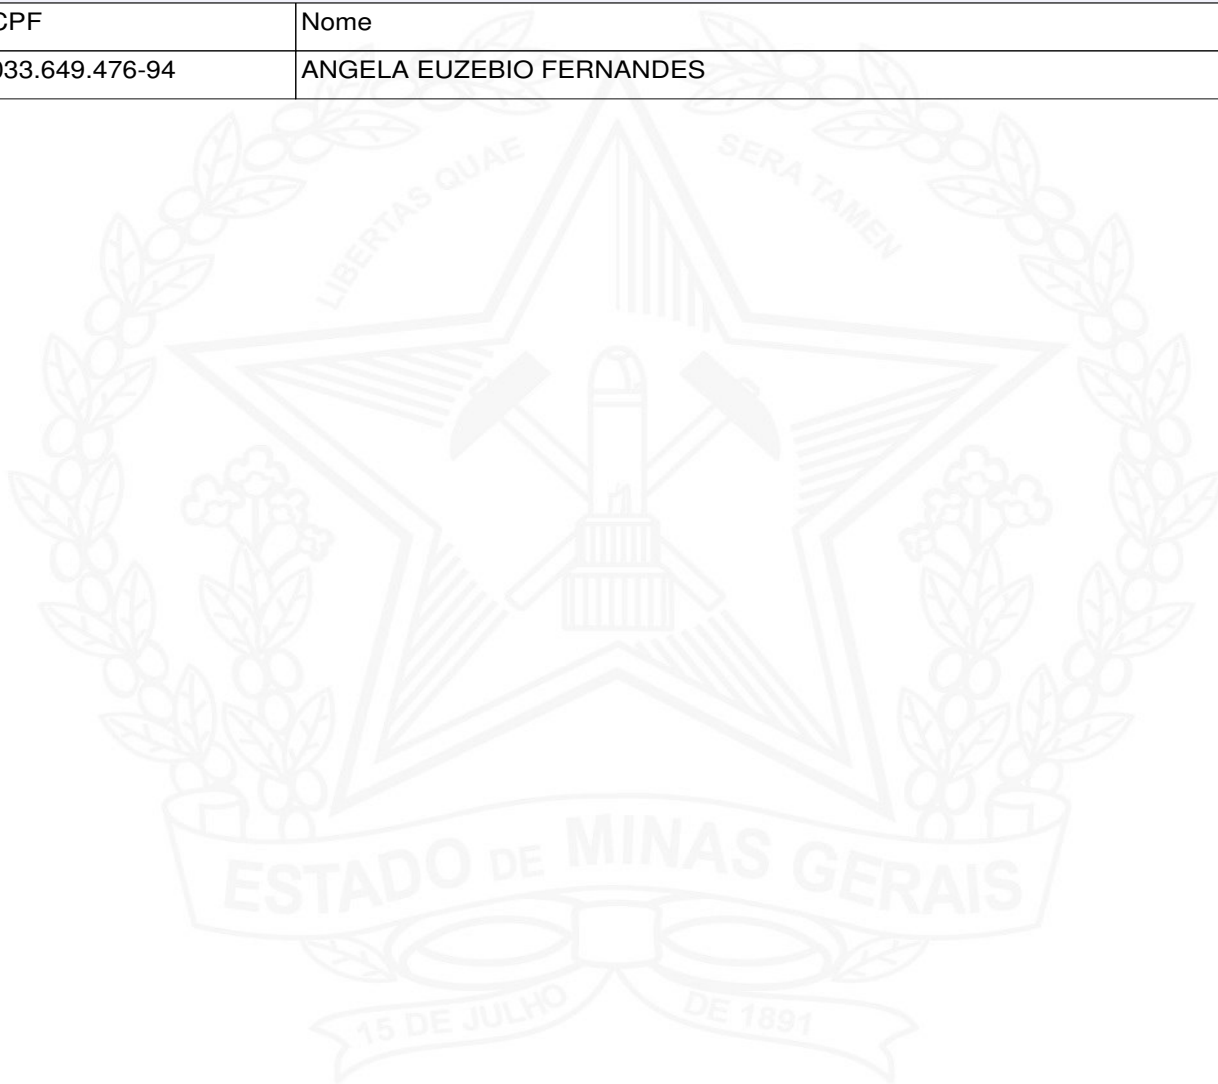 CPF Nome
033.649.476-94 ANGELA EUZEBIO FERNANDES
LIBERTAS QUAE SERA TAMEN
ESTADO DE MINAS GERAIS
15 DE JULHO DE 1891